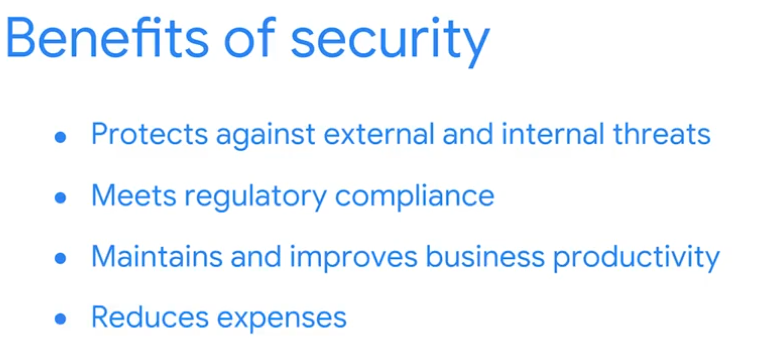 Benefits of security
• Protects against external and internal threats
• Meets regulatory compliance
• Maintains and improves business productivity
• Reduces expenses